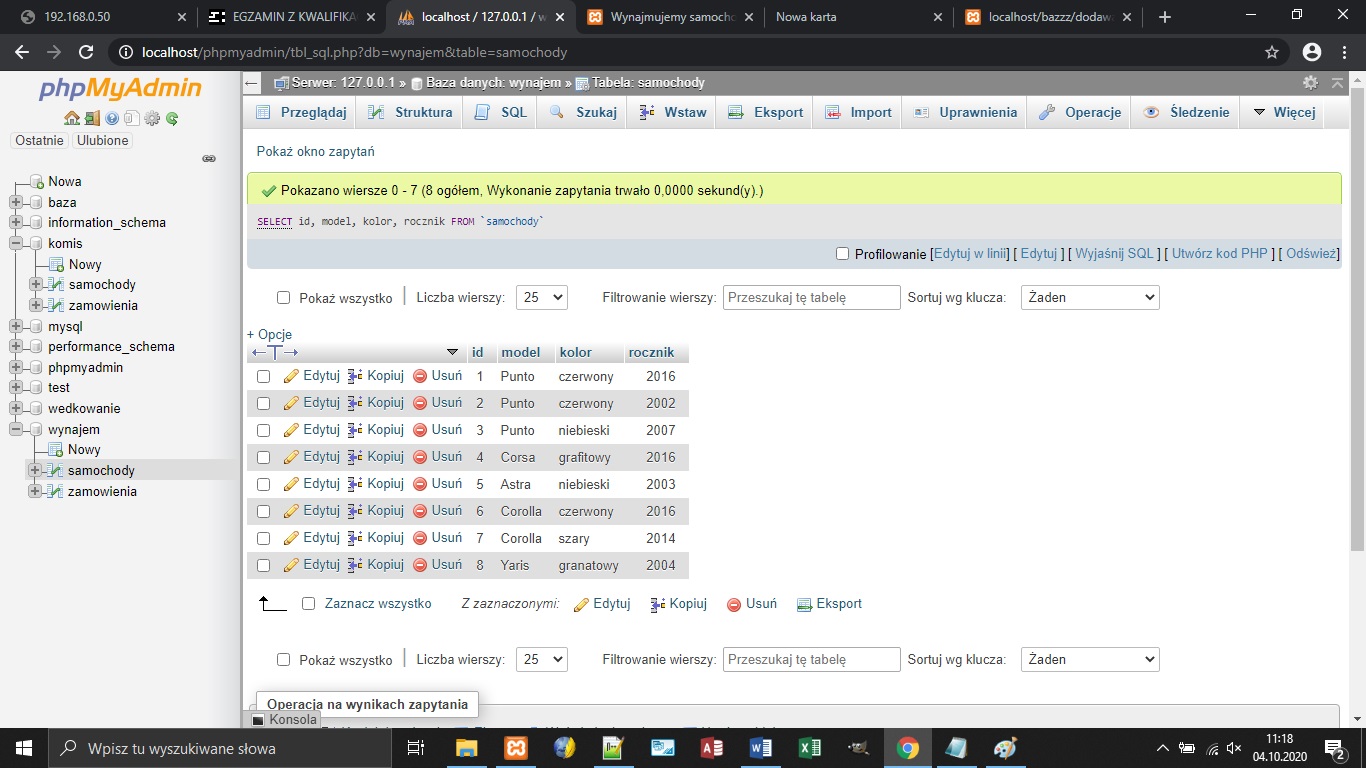 192.168.0.50
EGZAMIN Z KWALIFIKA
localhost / 127.0.0.1 / w
Wynajmujemy samocho
Nowa karta
localhost/bazzz/dodaw
localhost/phpmyadmin/tbl_sql.php?db=wynajem&table=samochody
phpMyAdmin
Ostatnie Ulubione
Nowa
baza
information_schema
komis
Nowy
samochody
zamowienia
mysql
performance_schema
phpmyadmin
test
wedkowanie
wynajem
Nowy
samochody
zamowienia
Serwer: 127.0.0.1 » Baza danych: wynajem » Tabela: samochody
Przeglądaj Struktura SQL Szukaj Wstaw Eksport Import Uprawnienia Operacje Śledzenie Więcej
Pokaż okno zapytań
Pokazano wiersze 0 - 7 (8 ogółem, Wykonanie zapytania trwało 0,0000 sekund(y).)
SELECT id, model, kolor, rocznik FROM `samochody`
Profilowanie [Edytuj w linii] [ Edytuj ] [ Wyjaśnij SQL ] [ Utwórz kod PHP ] [ Odśwież]
Pokaż wszystko Liczba wierszy: 25 Filtrowanie wierszy: Przeszukaj tę tabelę Sortuj wg klucza: Żaden
+ Opcje
id model kolor rocznik
Edytuj Kopiuj Usuń 1 Punto czerwony 2016
Edytuj Kopiuj Usuń 2 Punto czerwony 2002
Edytuj Kopiuj Usuń 3 Punto niebieski 2007
Edytuj Kopiuj Usuń 4 Corsa grafitowy 2016
Edytuj Kopiuj Usuń 5 Astra niebieski 2003
Edytuj Kopiuj Usuń 6 Corolla czerwony 2016
Edytuj Kopiuj Usuń 7 Corolla szary 2014
Edytuj Kopiuj Usuń 8 Yaris granatowy 2004
Zaznacz wszystko Z zaznaczonymi: Edytuj Kopiuj Usuń Eksport
Pokaż wszystko Liczba wierszy: 25 Filtrowanie wierszy: Przeszukaj tę tabelę Sortuj wg klucza: Żaden
Operacja na wynikach zapytania
Konsola
Wpisz tu wyszukiwane słowa
11:18
04.10.2020
2